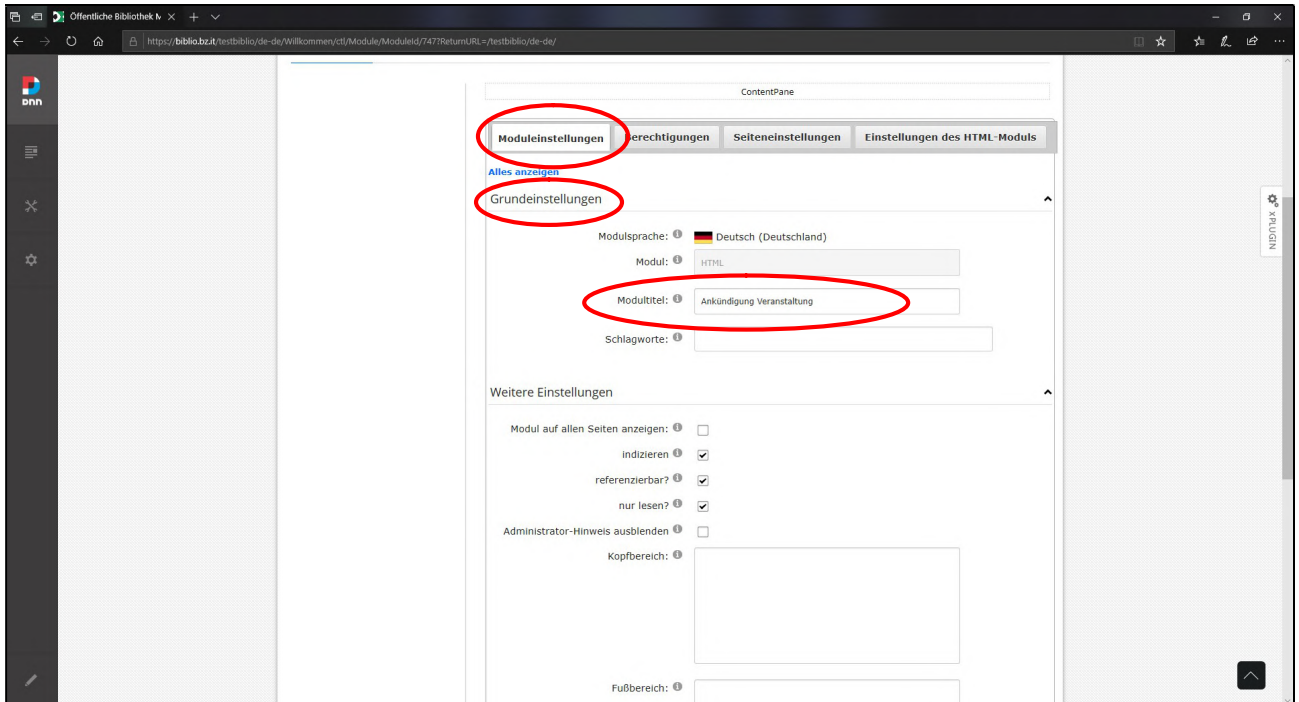 Öffentliche Bibliothek M
https://biblio.bz.it/testbiblio/de-de/Willkommen/ctl/Module/ModuleId/747?ReturnURL=/testbiblio/de-de/
DNN
ContentPane
Moduleinstellungen Berechtigungen Seiteneinstellungen Einstellungen des HTML-Moduls
Alles anzeigen
Grundeinstellungen
XPLUGIN
Modulsprache: Deutsch (Deutschland)
Modul: HTML
Modultitel: Ankündigung Veranstaltung
Schlagworte:
Weitere Einstellungen
Modul auf allen Seiten anzeigen:
indizieren
referenzierbar?
nur lesen?
Administrator-Hinweis ausblenden
Kopfbereich:
Fußbereich: